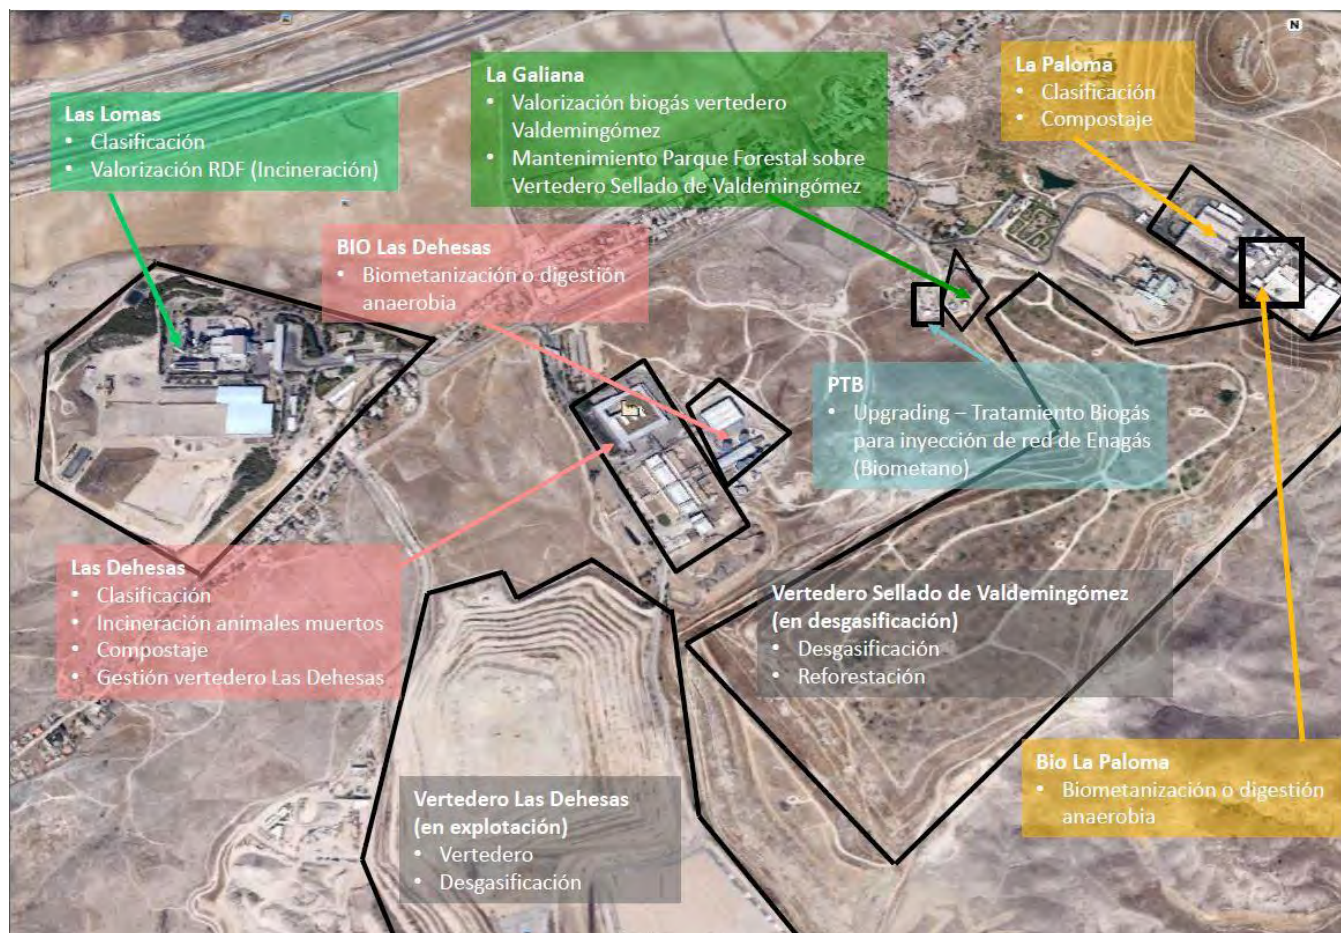 N
La Galiana
• Valorización biogás vertedero
Valdemingómez
• Mantenimiento Parque Forestal sobre
Vertedero Sellado de Valdemingómez
La Paloma
• Clasificación
• Compostaje
Las Lomas
• Clasificación
• Valorización RDF (Incineración)
BIO Las Dehesas
• Biometanización o digestión
anaerobia
PTB
• Upgrading – Tratamiento Biogás
para inyección de red de Enagás
(Biometano)
Las Dehesas
• Clasificación
• Incineración animales muertos
• Compostaje
• Gestión vertedero Las Dehesas
Vertedero Sellado de Valdemingómez
(en desgasificación)
• Desgasificación
• Reforestación
Bio La Paloma
• Biometanización o digestión
anaerobia
Vertedero Las Dehesas
(en explotación)
• Vertedero
• Desgasificación